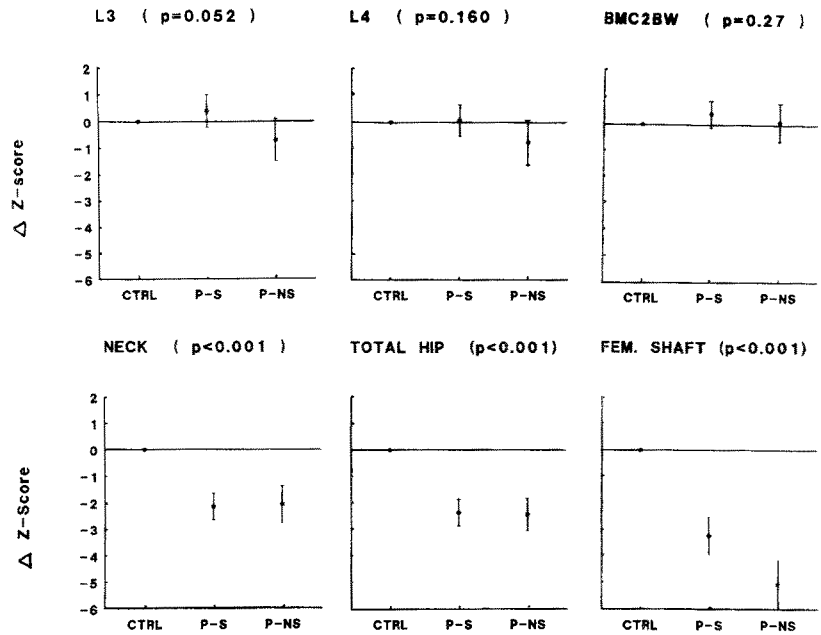 L3 ( p=0.052 )
L4 ( p=0.160 )
BMC2BW ( p=0.27 )
Δ Z-score
2
1
0
-1
-2
-3
-4
-5
-6
CTRL P-S P-NS
CTRL P-S P-NS
CTRL P-S P-NS
NECK ( p<0.001 )
TOTAL HIP (p<0.001)
FEM. SHAFT (p<0.001)
Δ Z-Score
2
1
0
-1
-2
-3
-4
-5
-6
CTRL P-S P-NS
CTRL P-S P-NS
CTRL P-S P-NS